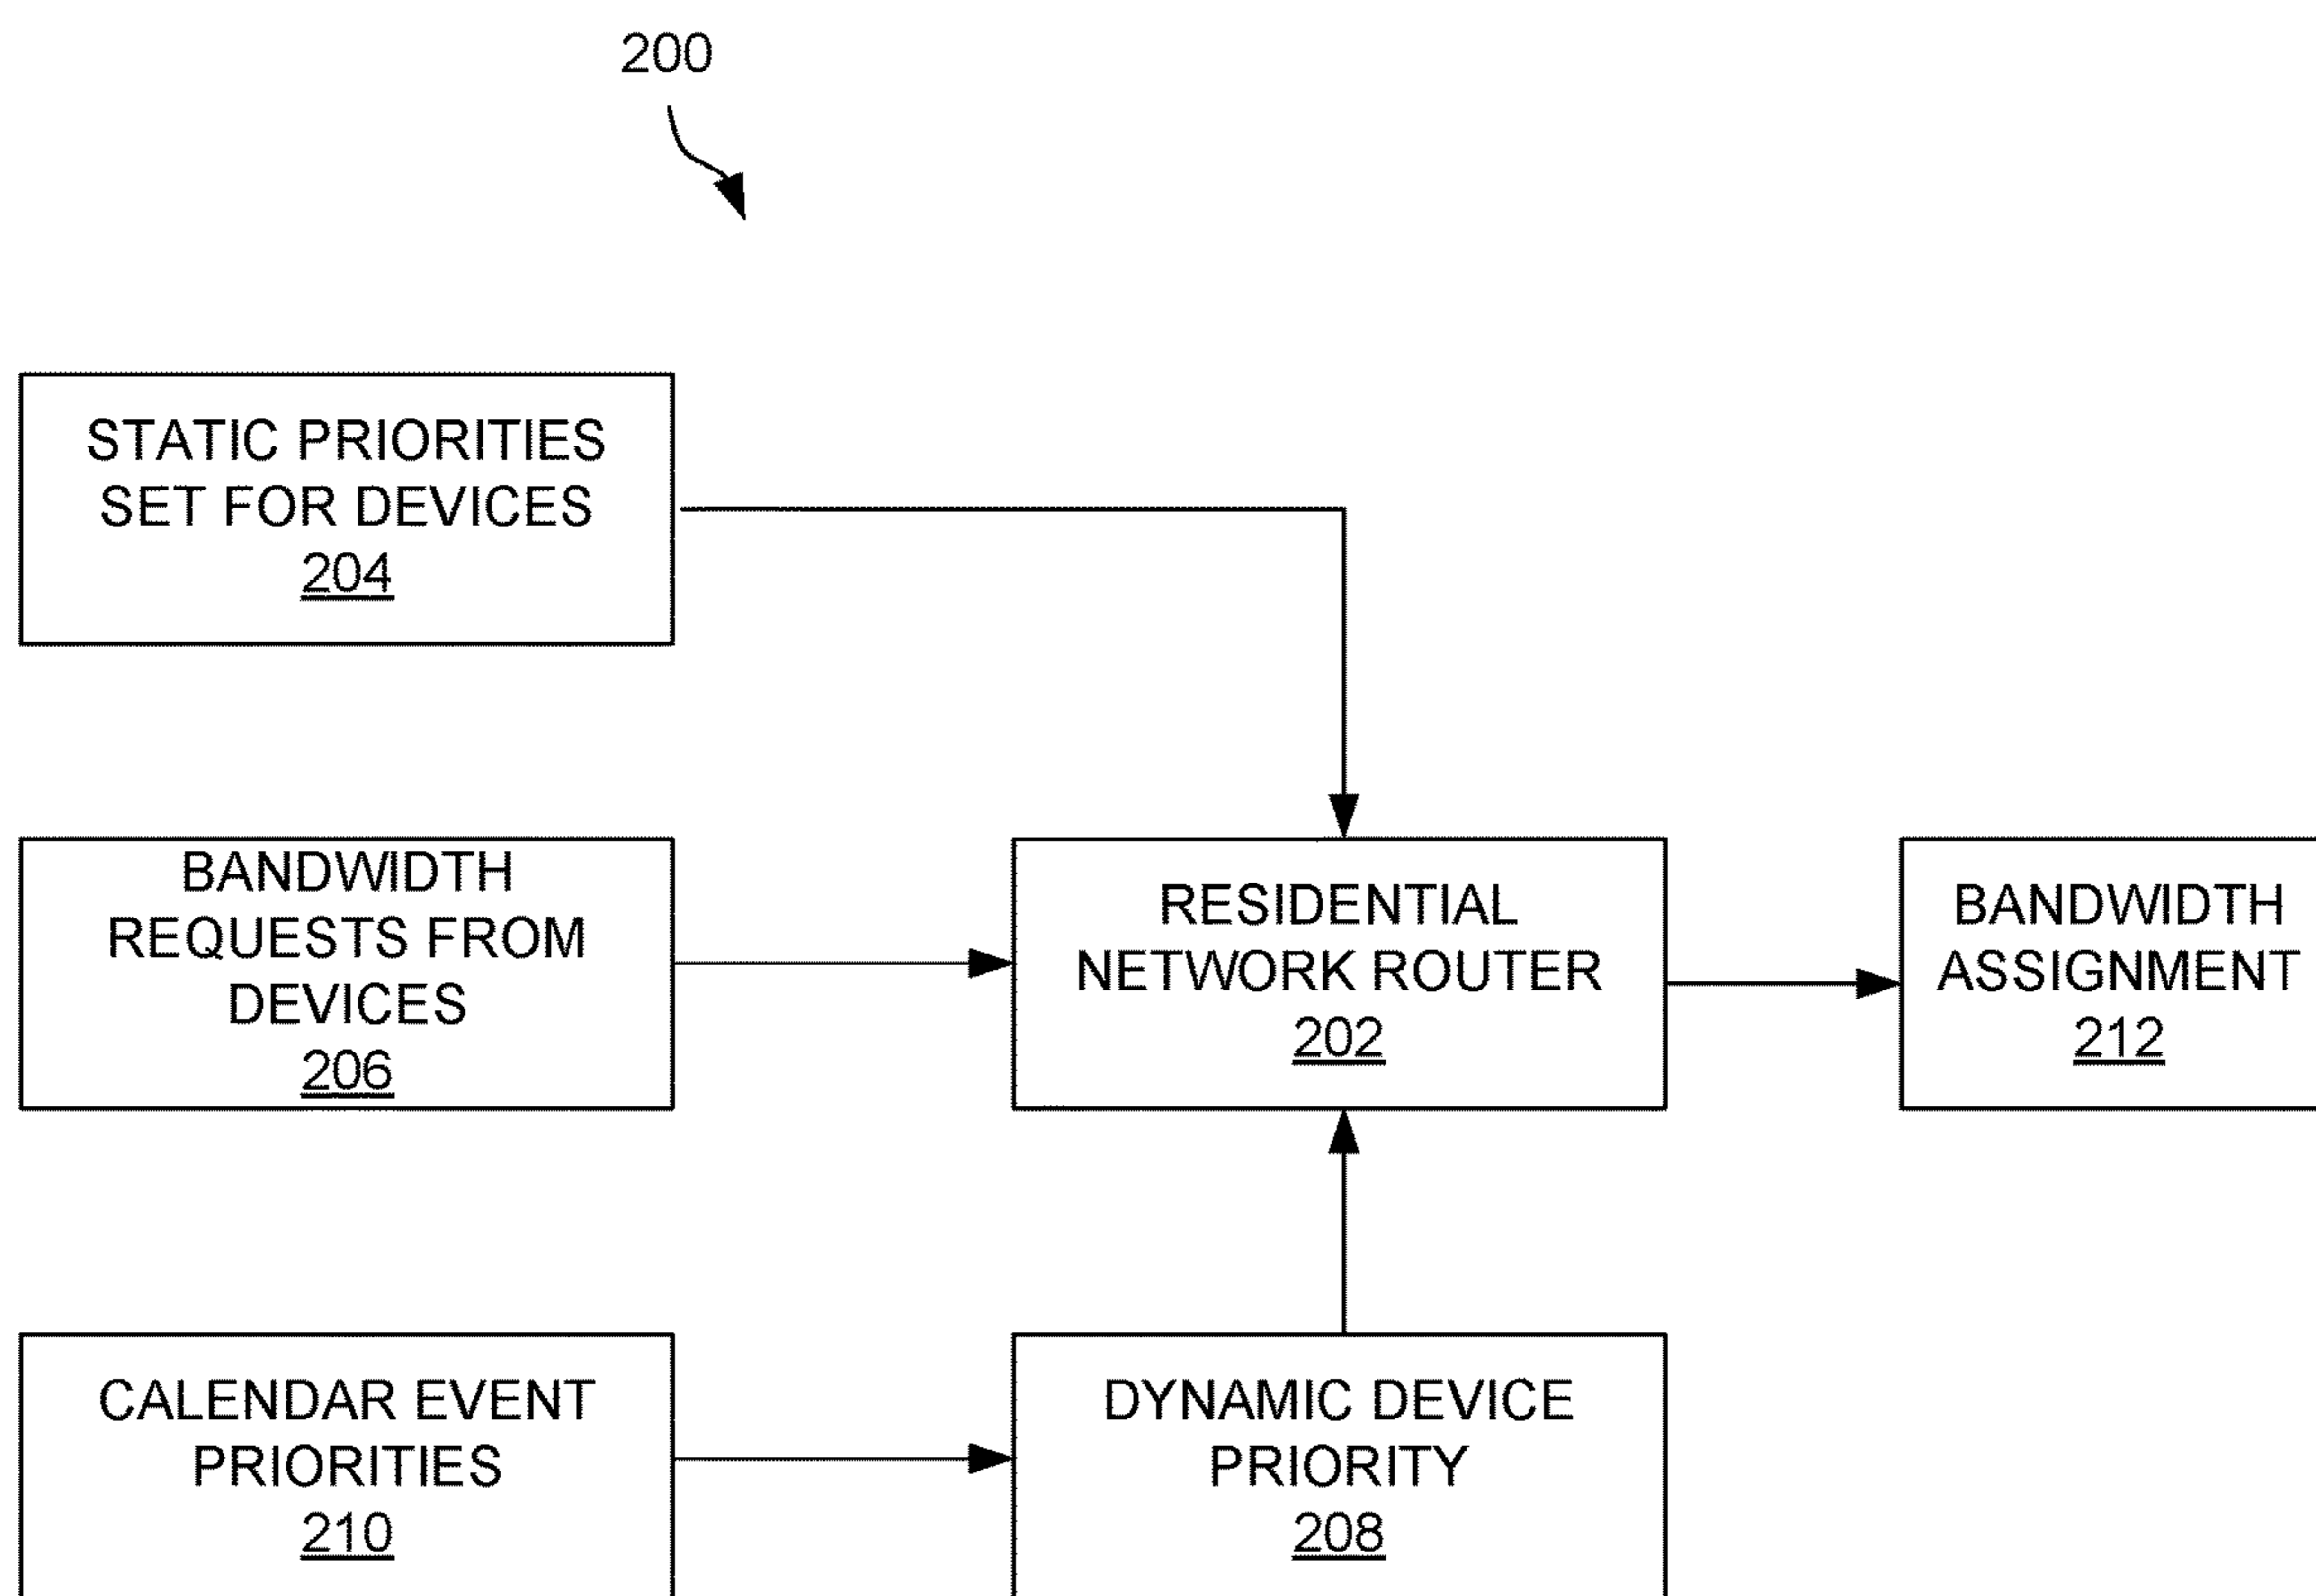 200
STATIC PRIORITIES
SET FOR DEVICES
204
BANDWIDTH
REQUESTS FROM
DEVICES
206
RESIDENTIAL
NETWORK ROUTER
202
BANDWIDTH
ASSIGNMENT
212
CALENDAR EVENT
PRIORITIES
210
DYNAMIC DEVICE
PRIORITY
208